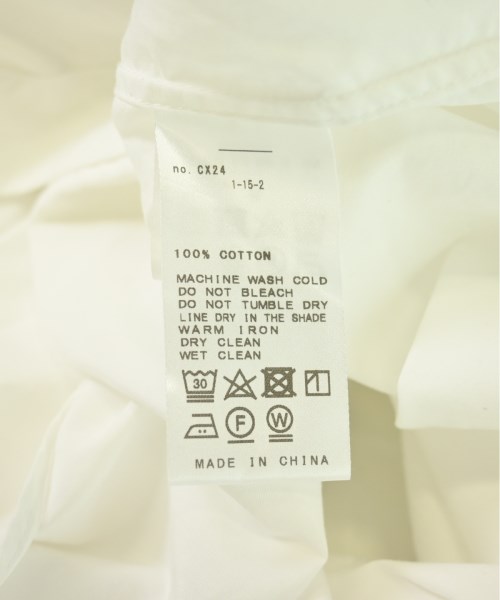 no. CX24
1-15-2
100% COTTON
MACHINE WASH COLD
DO NOT BLEACH
DO NOT TUMBLE DRY
LINE DRY IN THE SHADE
WARM IRON
DRY CLEAN
WET CLEAN
30
F W
MADE IN CHINA